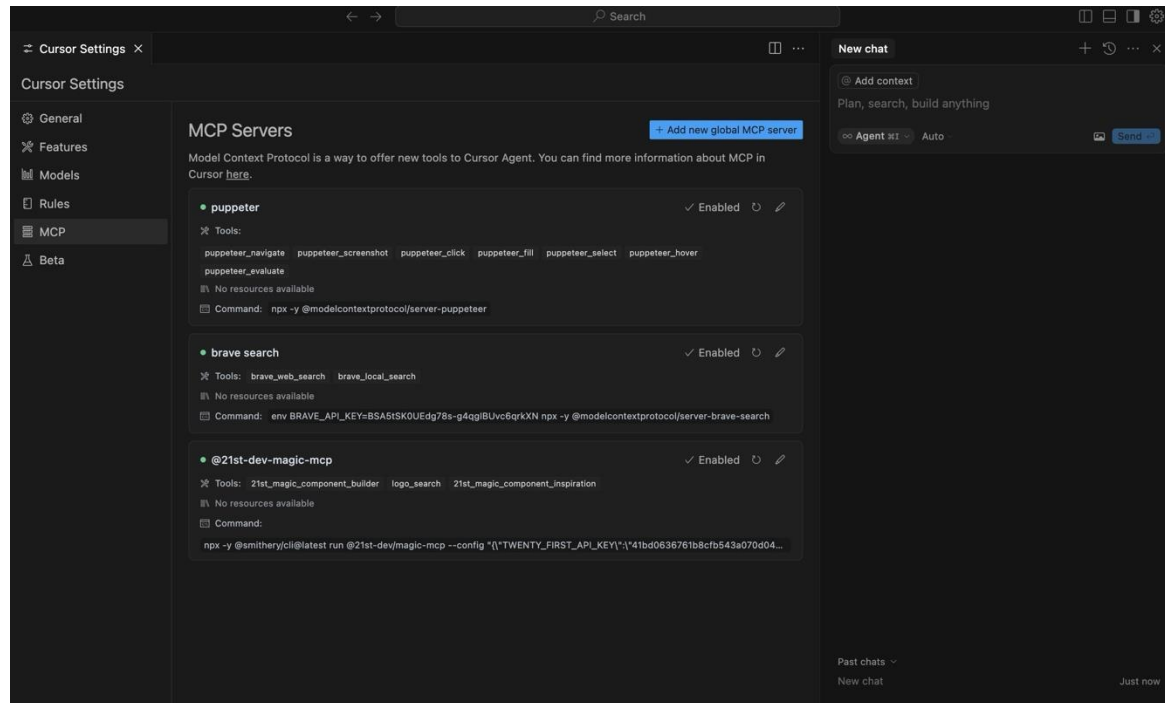 Search
Cursor Settings
New chat
Cursor Settings
Add context
Plan, search, build anything
Agent ⌘I Auto
Send
General
Features
Models
Rules
MCP
Beta
MCP Servers
+ Add new global MCP server
Model Context Protocol is a way to offer new tools to Cursor Agent. You can find more information about MCP in
Cursor here.
puppeter
Enabled
Tools:
puppeteer_navigate puppeteer_screenshot puppeteer_click puppeteer_fill puppeteer_select puppeteer_hover
puppeteer_evaluate
No resources available
Command: npx -y @modelcontextprotocol/server-puppeteer
brave search
Enabled
Tools: brave_web_search brave_local_search
No resources available
Command: env npx -y @modelcontextprotocol/server-brave-search
@21st-dev-magic-mcp
Enabled
Tools: 21st_magic_component_builder logo_search 21st_magic_component_inspiration
No resources available
Command:
npx -y @smithery/cli@latest run @21st-dev/magic-mcp --config "{\"TWENTY_FIRST_API_KEY\":\"41bd0636761b8cfb543a070d04...
Past chats
New chat
Just now